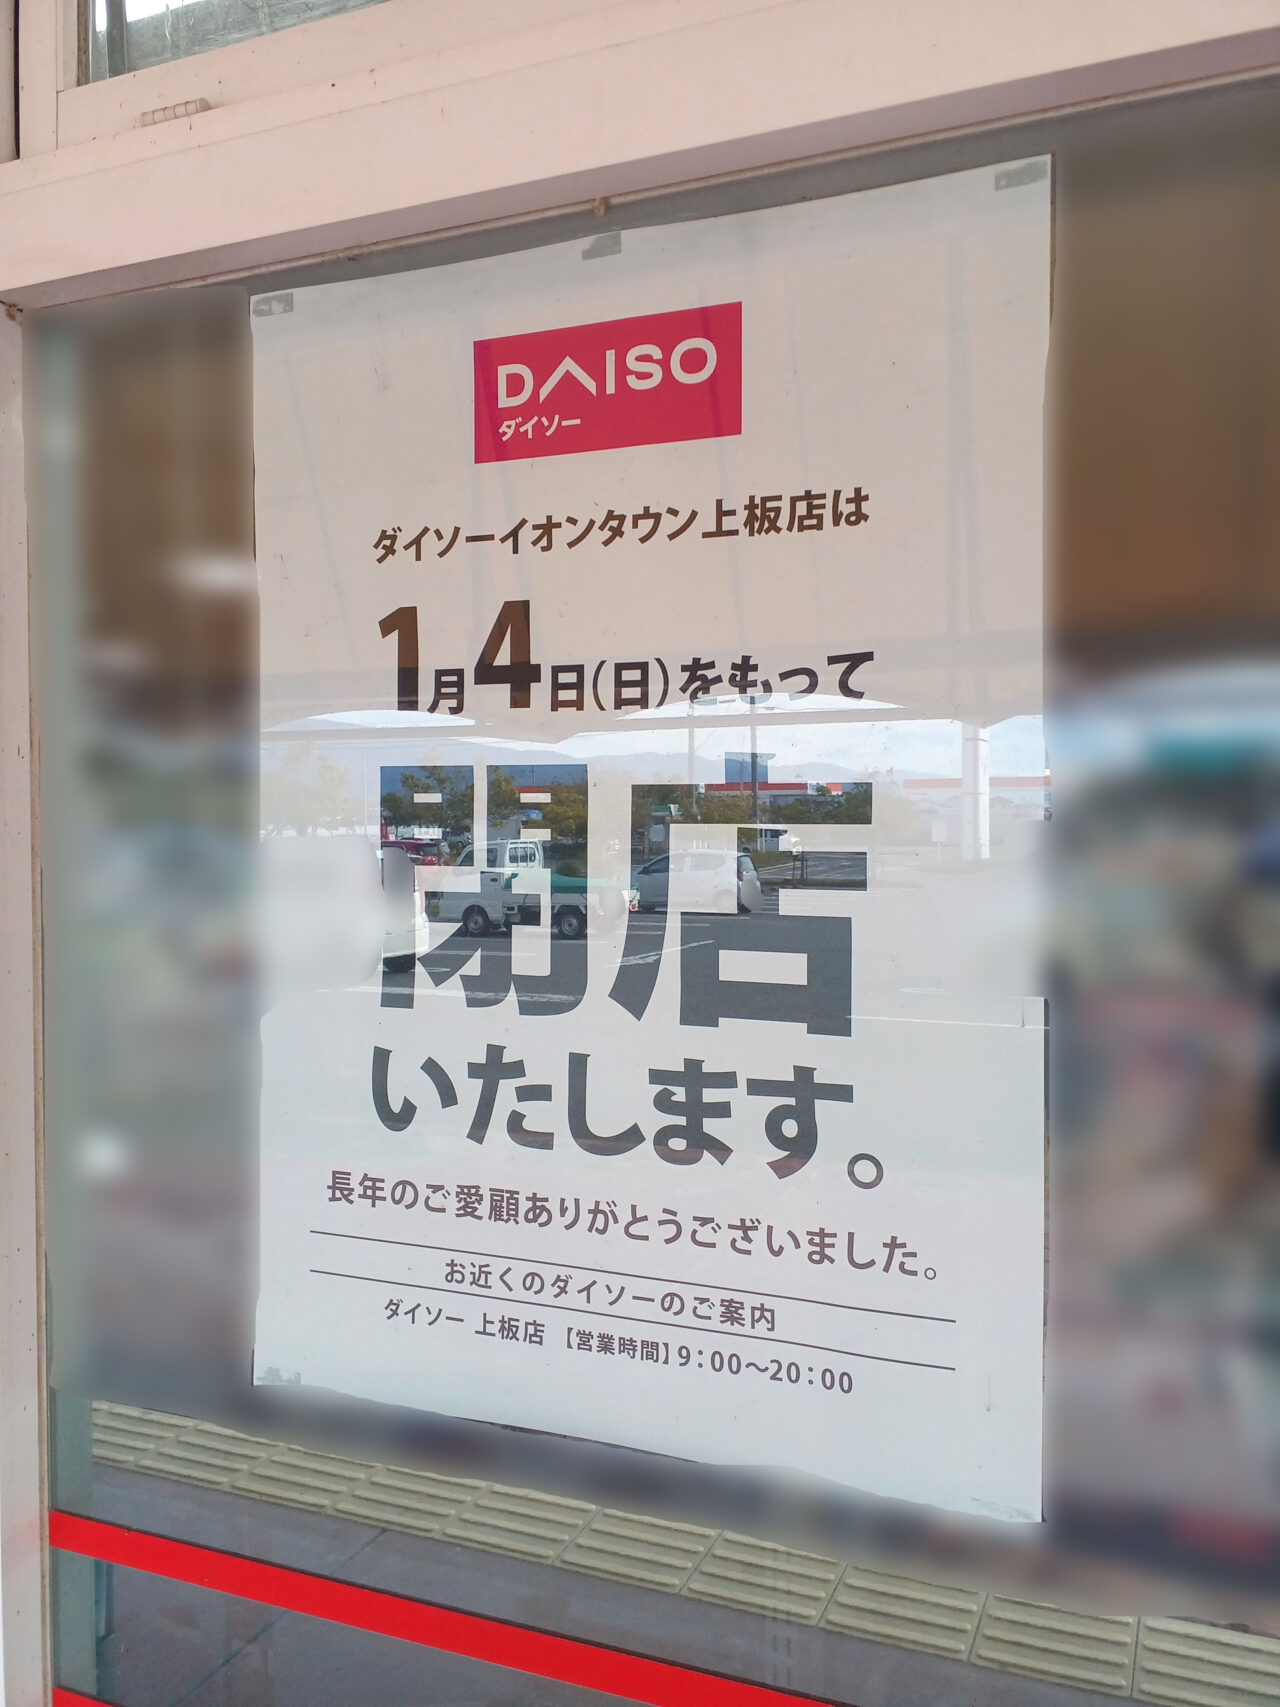 DAISO
ダイソー
ダイソーイオンタウン上板店は
1月4日(日)をもって
閉店
いたします。
長年のご愛顧ありがとうございました。
お近くのダイソーのご案内
ダイソー 上板店 【営業時間】9:00～20:00